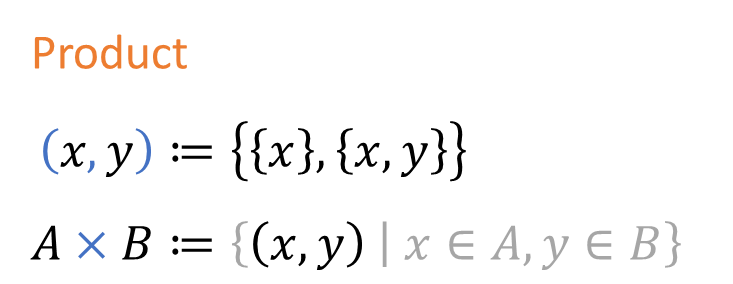 Product
(x, y) ≔ {{x}, {x, y}}
A × B ≔ {(x, y) | x ∈ A, y ∈ B}